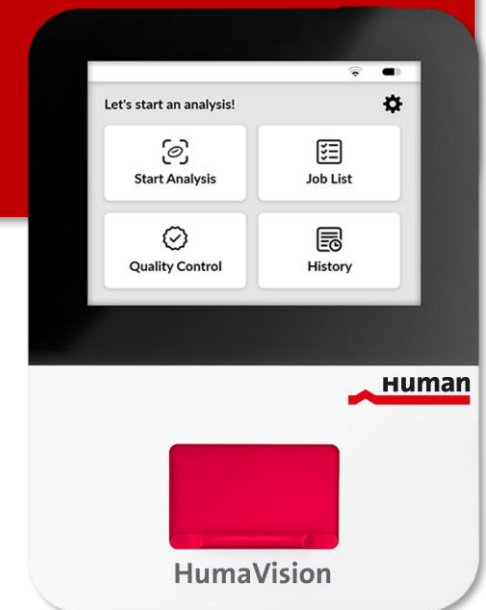 Let's start an analysis!
Start Analysis
Job List
Quality Control
History
Human
HumaVision